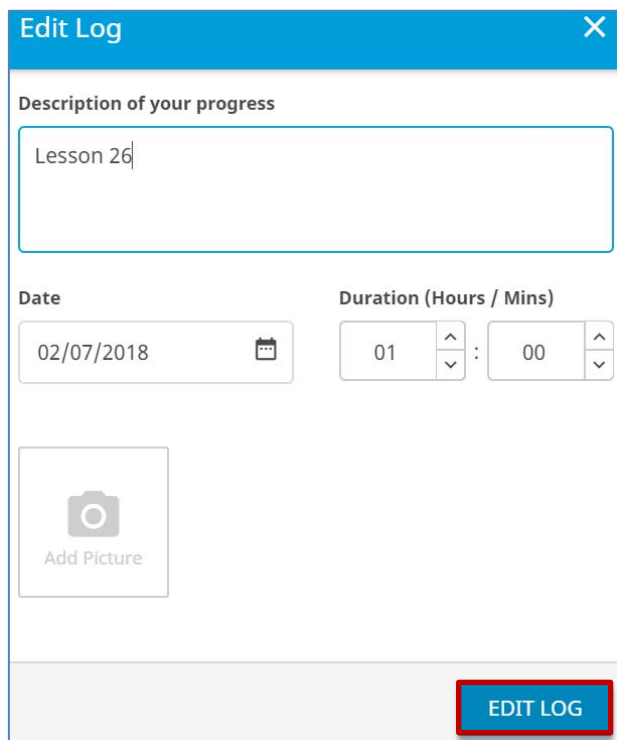 Edit Log
Description of your progress
Lesson 26
Date
Duration (Hours / Mins)
02/07/2018
01 : 00
Add Picture
EDIT LOG